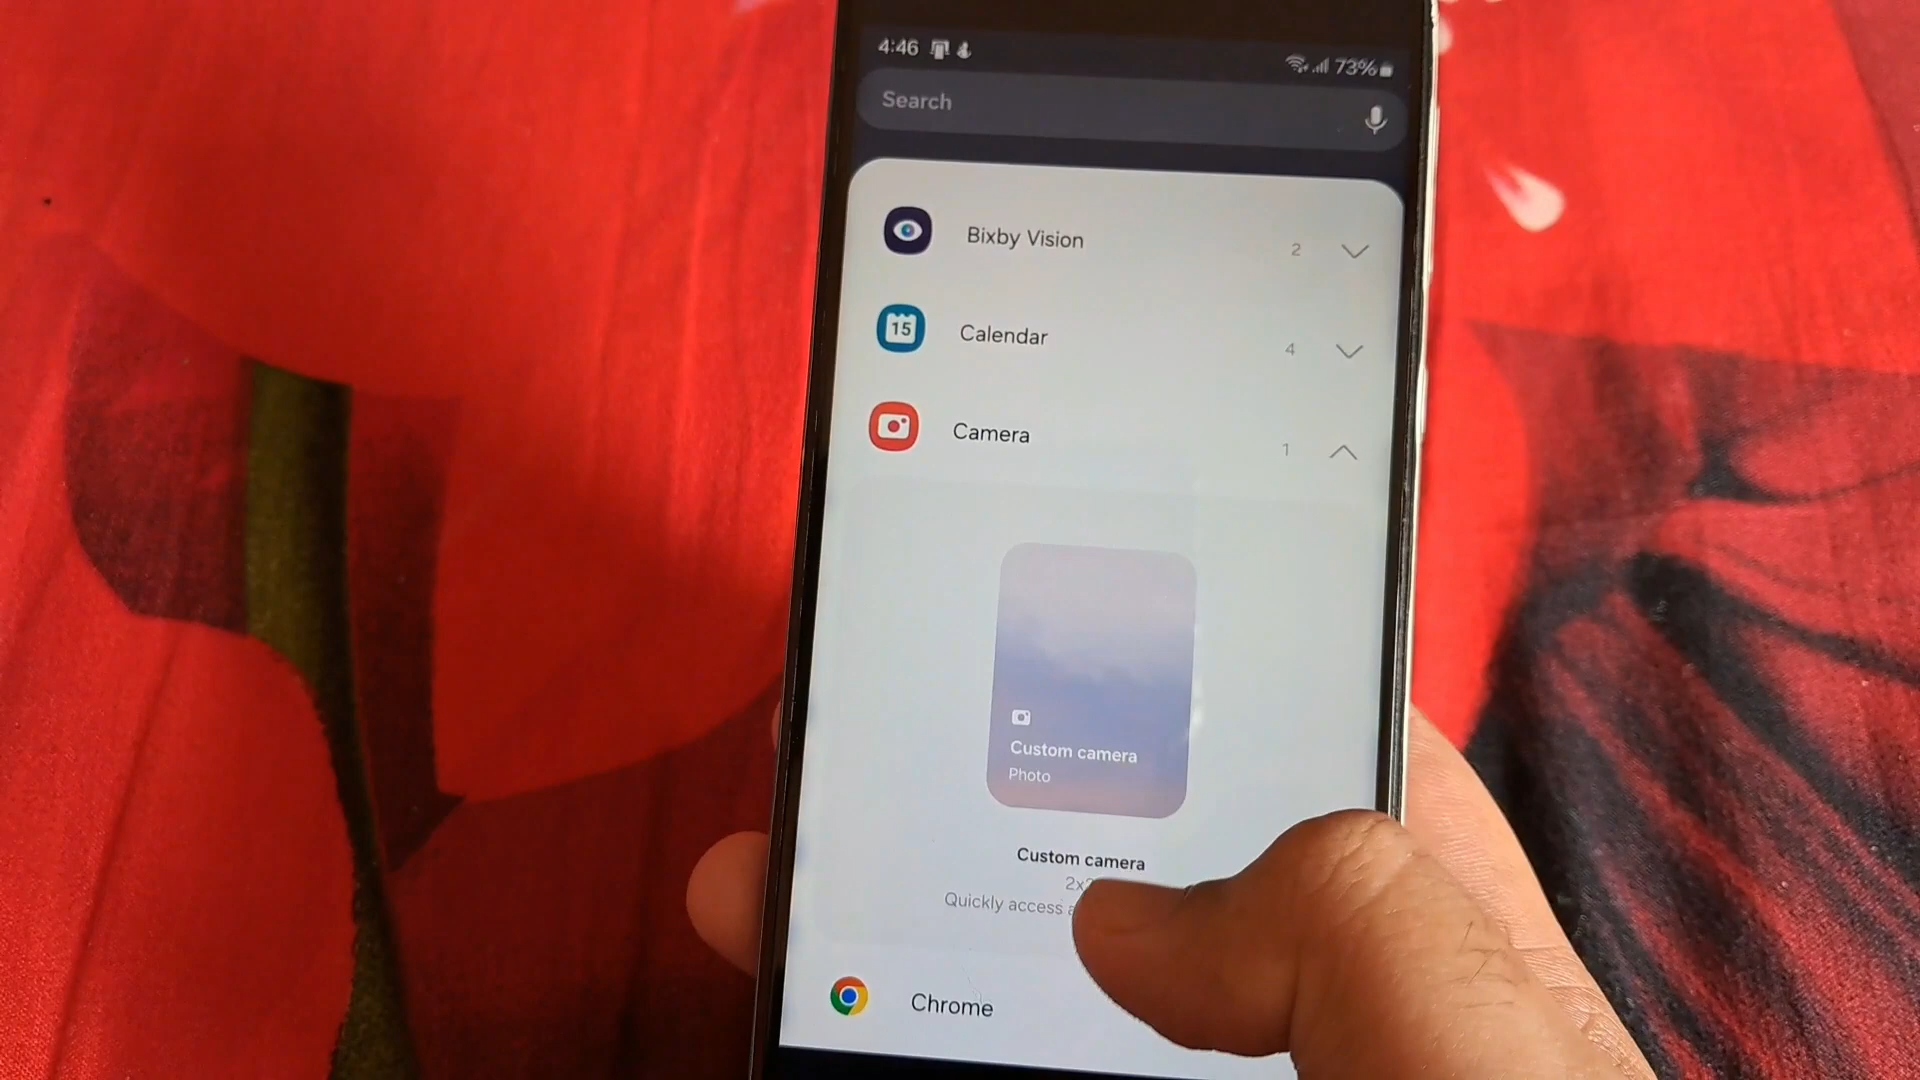 4:46 73%
Search
Bixby Vision 2
15
Calendar 4
Camera 1
Custom camera
Photo
Custom camera
Quickly access
Chrome